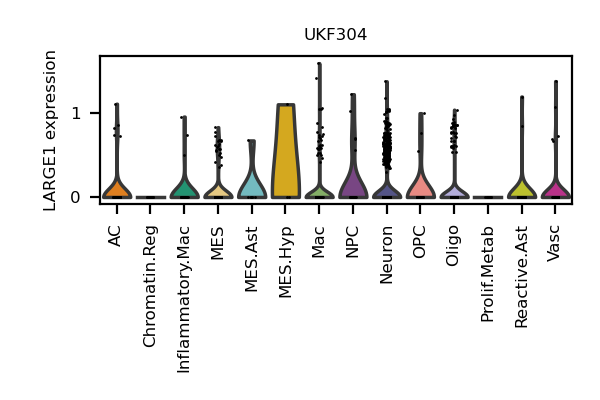 UKF304
LARGE1 expression
1
0
AC
Chromatin.Reg
Inflammatory.Mac
MES
MES.Ast
MES.Hyp
Mac
NPC
Neuron
OPC
Oligo
Prolif.Metab
Reactive.Ast
Vasc